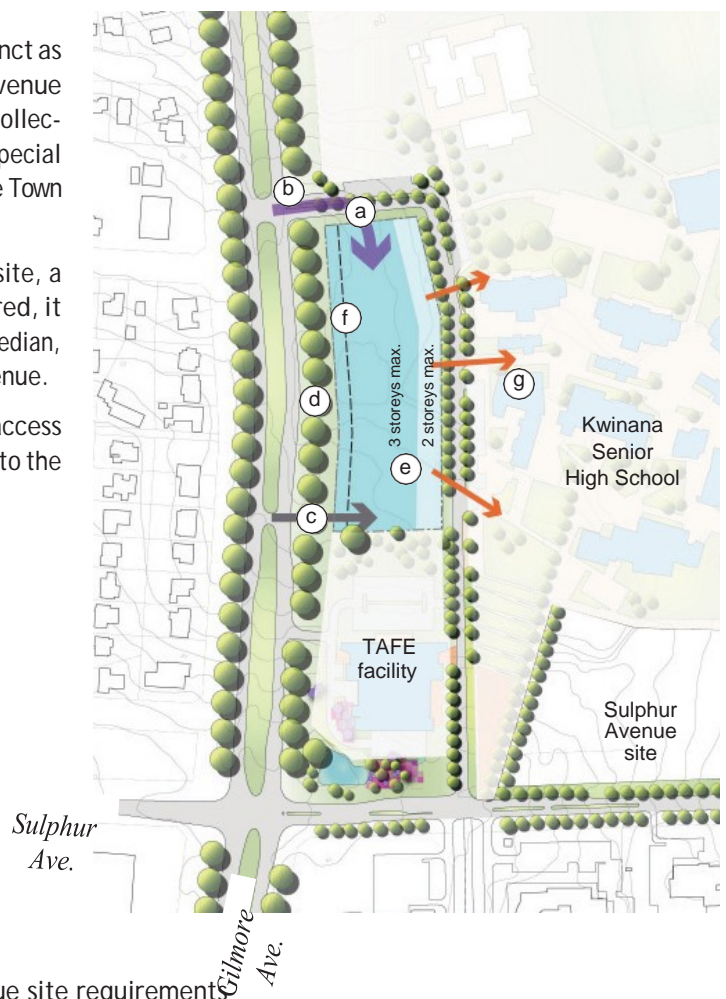 nct as
venue
ollec-
pecial
e Town
site, a
red, it
edian,
enue.
access
to the
b
a
f
3 storeys max.
2 storeys max.
g
d
Kwinana
Senior
High School
e
c
TAFE
facility
Sulphur
Avenue
site
Sulphur
Ave.
Gilmore
Ave.
ue site requirements